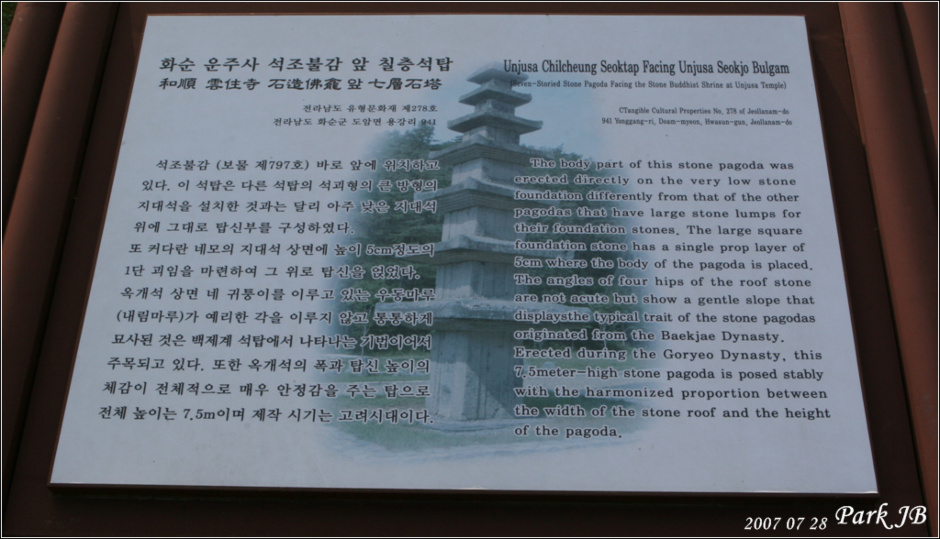 화순 운주사 석조불감 앞 칠층석탑
和順 雲住寺 石造佛龕 앞 七層石塔
전라남도 유형문화재 제278호
전라남도 화순군 도암면 용강리 941
석조불감 (보물 제797호) 바로 앞에 위치하고
있다. 이 석탑은 다른 석탑의 석괴형의 큰 방형의
지대석을 설치한 것과는 달리 아주 낮은 지대석
위에 그대로 탑신부를 구성하였다.
또 커다란 네모의 지대석 상면에 높이 5cm정도의
1단 괴임을 마련하여 그 위로 탑신을 얹었다.
옥개석 상면 네 귀퉁이를 이루고 있는 우동마루
(내림마루)가 예리한 각을 이루지 않고 통통하게
묘사된 것은 백제계 석탑에서 나타나는 기법이어서
주목되고 있다. 또한 옥개석의 폭과 탑신 높이의
체감이 전체적으로 매우 안정감을 주는 탑으로
전체 높이는 7.5m이며 제작 시기는 고려시대이다.
Unjusa Chilcheung Seoktap Facing Unjusa Seokjo Bulgam
(Seven-Storied Stone Pagoda Facing the Stone Buddhist Shrine at Unjusa Temple)
CTangible Cultural Properties No. 278 of Jeollanam-do
941 Yonggang-ri, Doam-myeon, Hwasun-gun, Jeollanam-do
The body part of this stone pagoda was
erected directly on the very low stone
foundation differently from that of the other
pagodas that have large stone lumps for
their foundation stones. The large square
foundation stone has a single prop layer of
5cm where the body of the pagoda is placed.
The angles of four hips of the roof stone
are not acute but show a gentle slope that
displaysthe typical trait of the stone pagodas
originated from the Baekjae Dynasty.
Erected during the Goryeo Dynasty, this
7.5meter-high stone pagoda is posed stably
with the harmonized proportion between
the width of the stone roof and the height
of the pagoda.
2007 07 28 Park JB